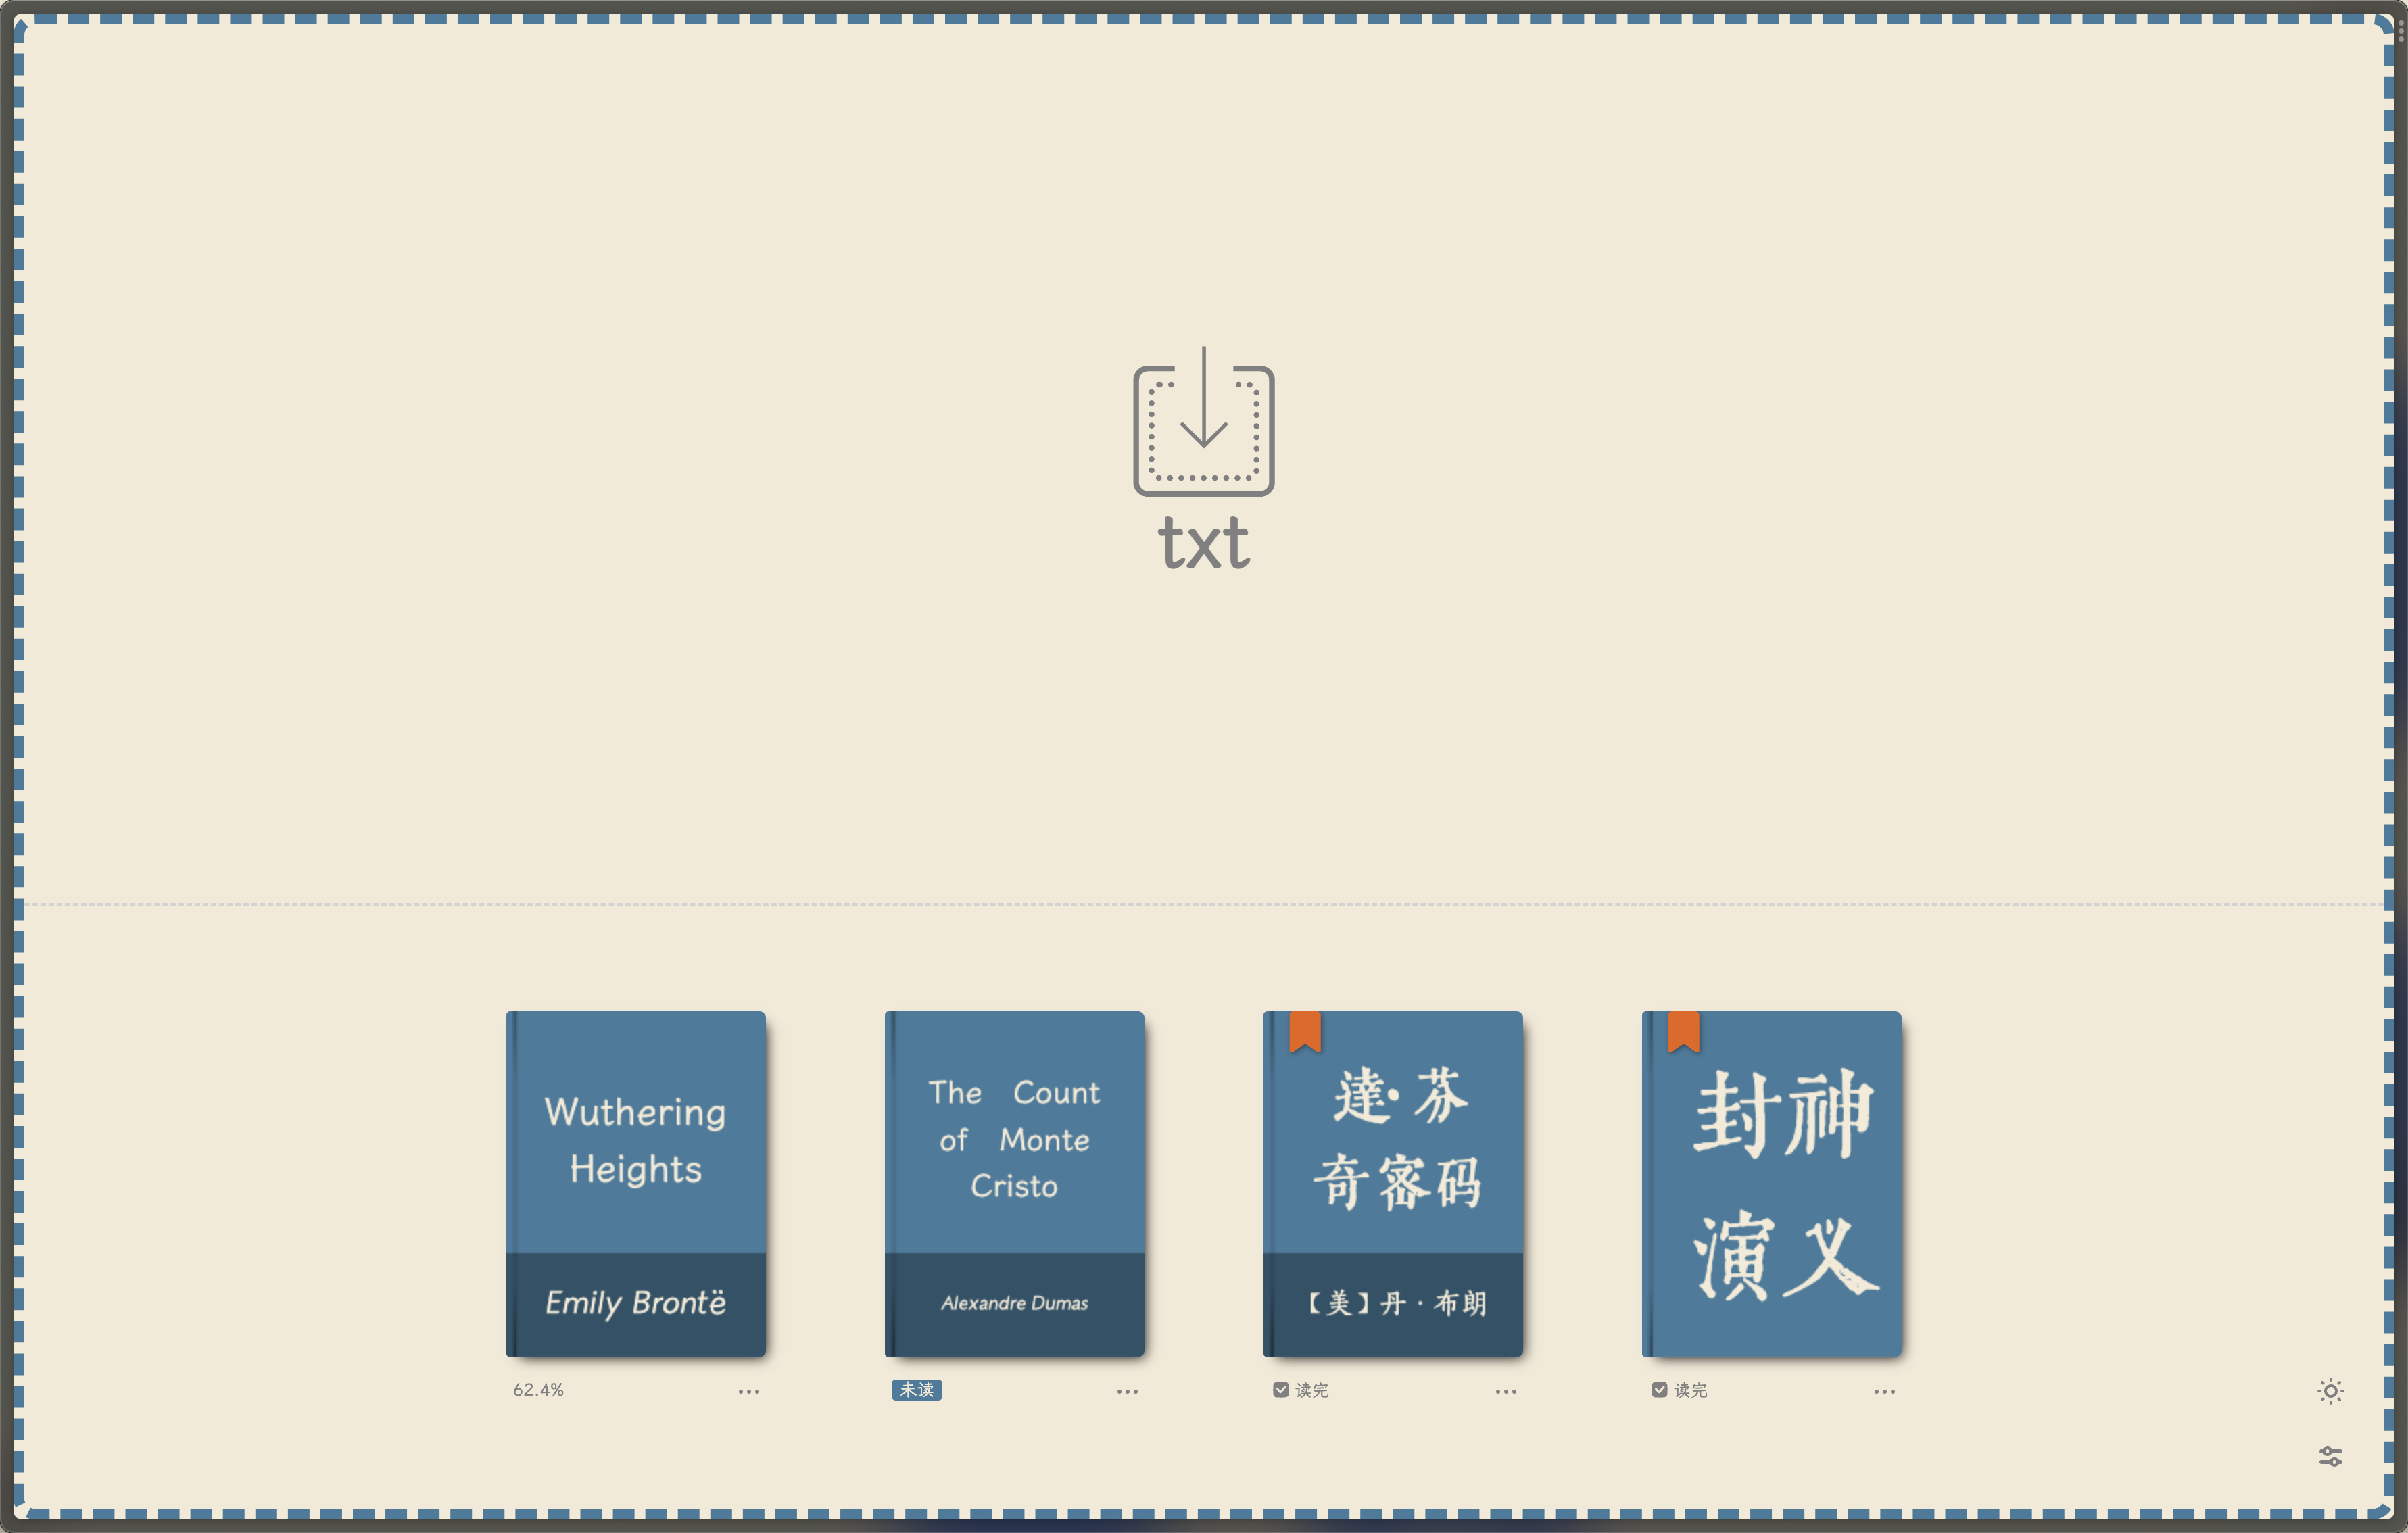 txt
Wuthering
Heights
Emily Brontë
62.4%
The Count
of Monte
Cristo
Alexandre Dumas
未读
達·芬
奇密码
【美】丹·布朗
读完
封神
演义
读完